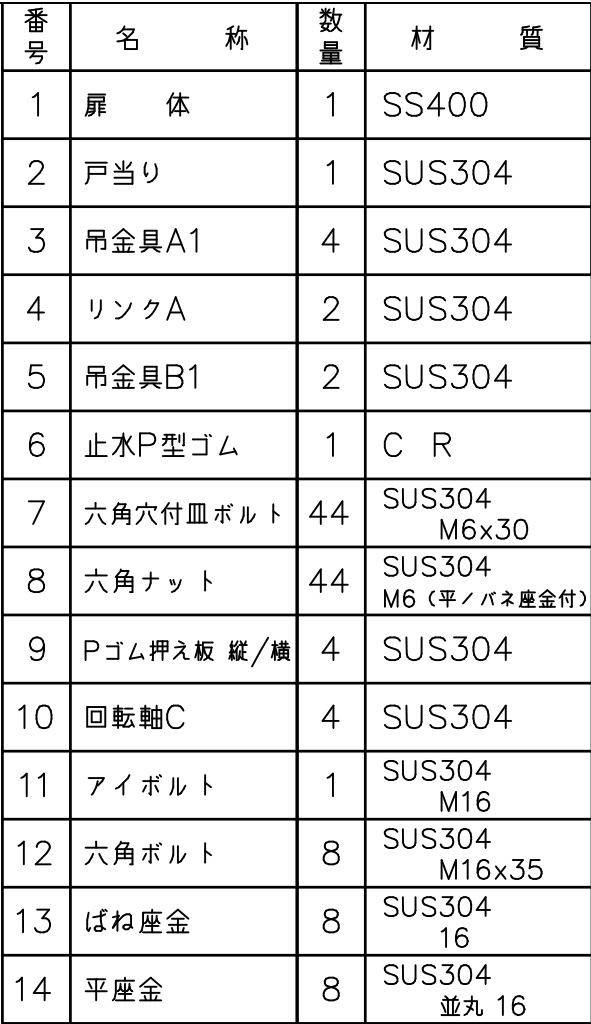 番号 名 称 数量 材 質
1 扉 体 1 SS400
2 戸当り 1 SUS304
3 吊金具A1 4 SUS304
4 リンクA 2 SUS304
5 吊金具B1 2 SUS304
6 止水P型ゴム 1 C R
7 六角穴付皿ボルト 44 SUS304
M6x30
8 六角ナット 44 SUS304
M6（平／バネ座金付）
9 Pゴム押え板 縦/横 4 SUS304
10 回転軸C 4 SUS304
11 アイボルト 1 SUS304
M16
12 六角ボルト 8 SUS304
M16x35
13 ばね座金 8 SUS304
16
14 平座金 8 SUS304
並丸 16